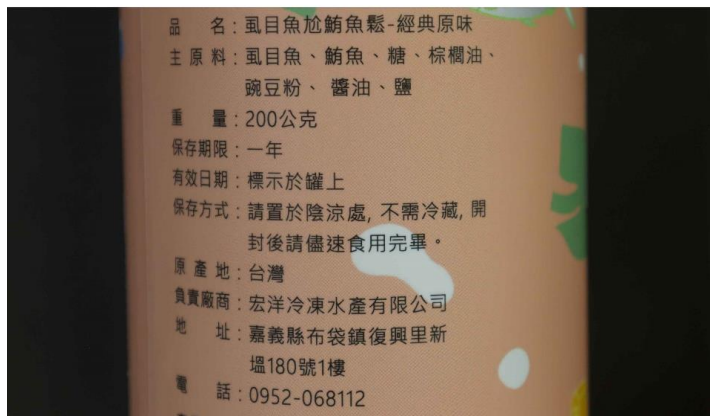 品 名：虱目魚尬鮪魚鬆-經典原味
主原料：虱目魚、鮪魚、糖、棕櫚油、
豌豆粉、 醬油、鹽
重 量：200公克
保存期限：一年
有效日期：標示於罐上
保存方式：請置於陰涼處, 不需冷藏, 開
封後請儘速食用完畢。
原產地：台灣
負責廠商：宏洋冷凍水產有限公司
地 址：嘉義縣布袋鎮復興里新
塭180號1樓
電 話：0952-068112